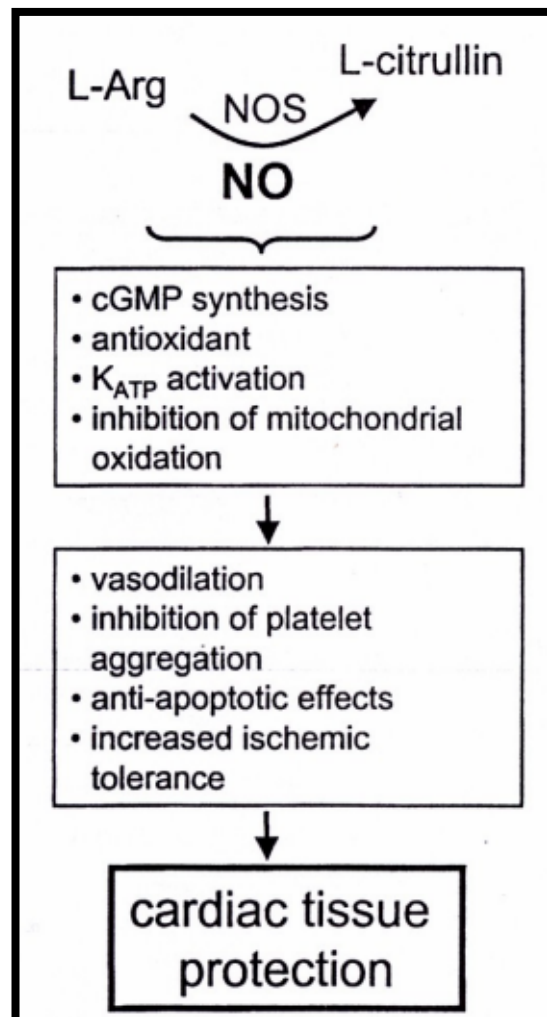 L-Arg
L-citrullin
NOS
NO
• cGMP synthesis
• antioxidant
• KATP activation
• inhibition of mitochondrial
oxidation
• vasodilation
• inhibition of platelet
aggregation
• anti-apoptotic effects
• increased ischemic
tolerance
cardiac tissue
protection